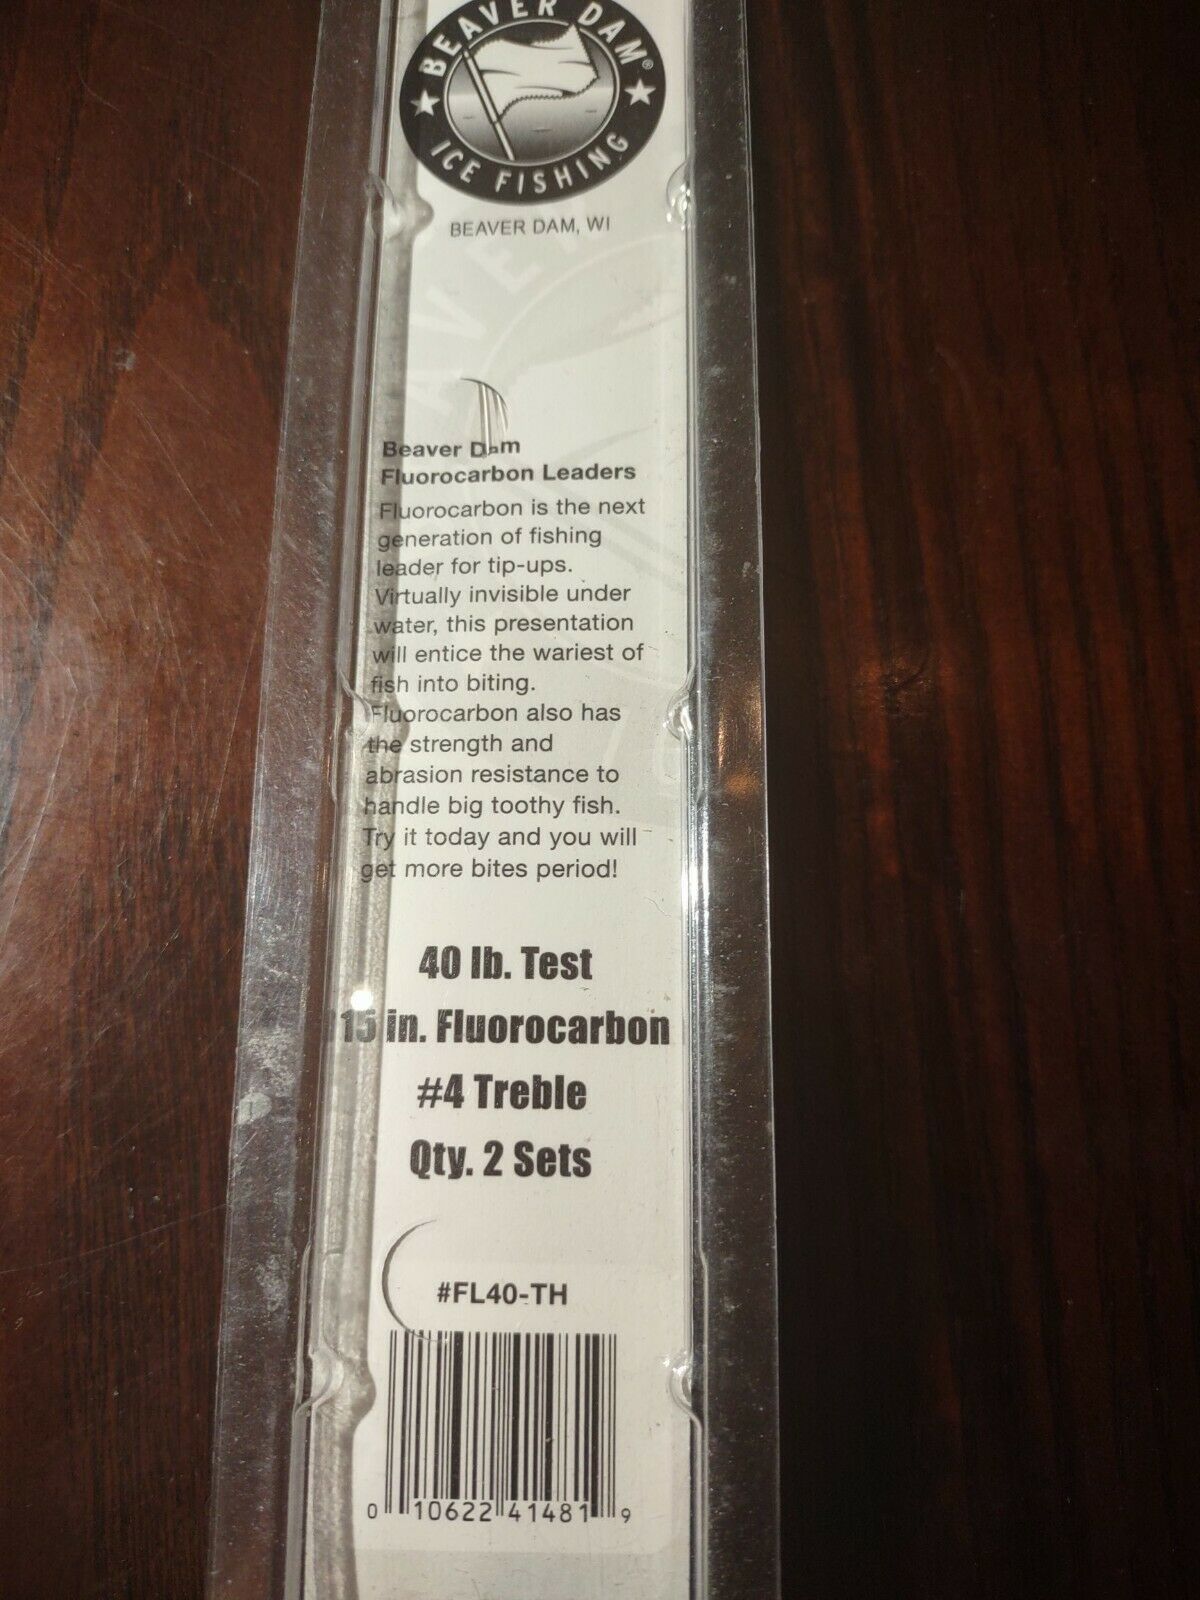 BEAVER DAM®
ICE FISHING
BEAVER DAM, WI
Beaver Dam
Fluorocarbon Leaders
Fluorocarbon is the next
generation of fishing
leader for tip-ups.
Virtually invisible under
water, this presentation
will entice the wariest of
fish into biting.
Fluorocarbon also has
the strength and
abrasion resistance to
handle big toothy fish.
Try it today and you will
get more bites period!
40 lb. Test
15 in. Fluorocarbon
#4 Treble
Qty. 2 Sets
#FL40-TH
0 10622 41481 9